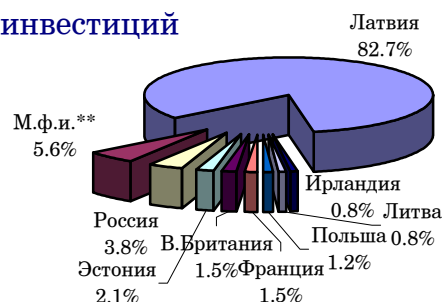 инвестиций
Латвия
82.7%
М.ф.и.**
5.6%
Россия
3.8%
Эстония
2.1%
В.Британия
1.5%
Франция
1.5%
Польша
1.2%
Ирландия
0.8%
Литва
0.8%